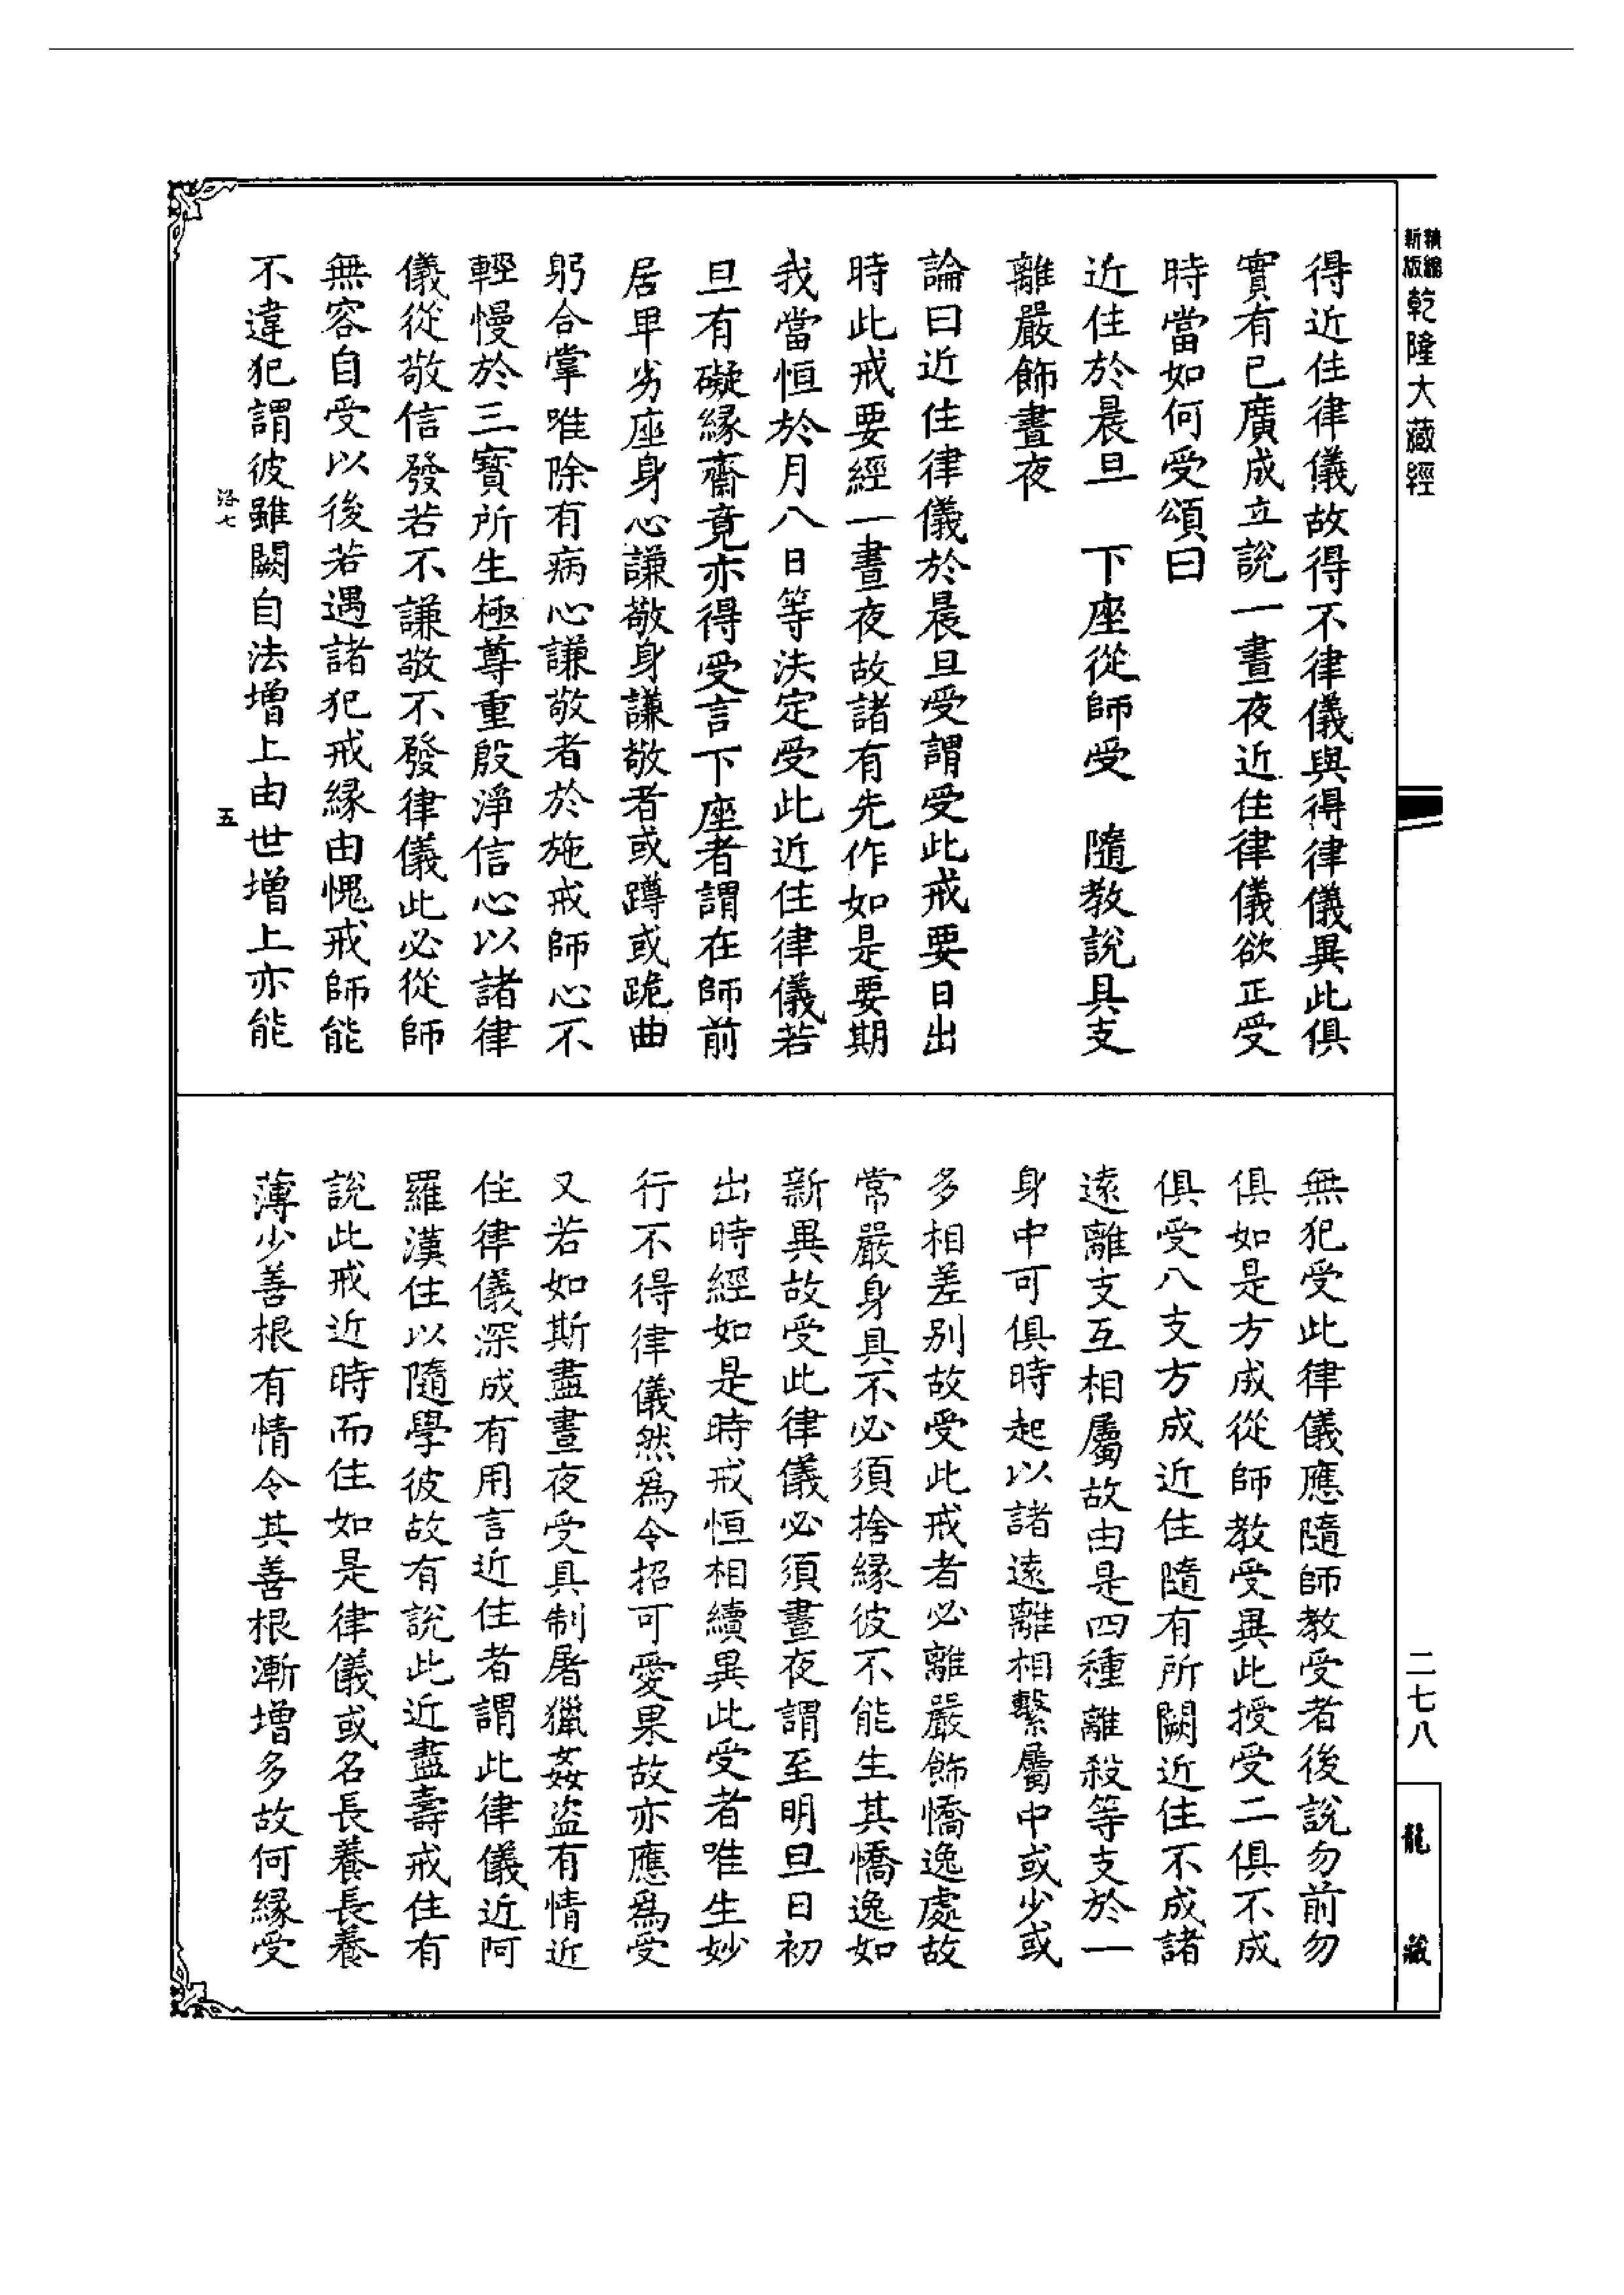 精縮新版乾隆大藏經
得近住律儀故得不律儀與得律儀異此俱
實有已廣成立說一晝夜近住律儀欲正受
時當如何受頌曰
近住於晨旦　下座從師受　隨教說具支
離嚴飾晝夜
論曰近住律儀於晨旦受謂受此戒要日出
時此戒要經一晝夜故諸有先作如是要期
我當恒於月八日等決定受此近住律儀若
旦有礙緣齋竟亦得受言下座者謂在師前
居卑劣座身心謙敬身謙敬者或蹲或跪曲
躬合掌唯除有病心謙敬者於施戒師心不
輕慢於三寶所生極尊重殷淨信心以諸律
儀從敬信發若不謙敬不發律儀此必從師
無容自受以後若遇諸犯戒緣由愧戒師能
不違犯謂彼雖闕自法增上由世增上亦能
洛七
五
無犯受此律儀應隨師教受者後說勿前勿
俱如是方成從師教受異此授受二俱不成
俱受八支方成近住隨有所闕近住不成諸
遠離支互相屬故由是四種離殺等支於一
身中可俱時起以諸遠離相繫屬中或少或
多相差別故受此戒者必離嚴飾憍逸處故
常嚴身具不必須捨緣彼不能生甚憍逸如
新異故受此律儀必須晝夜謂至明旦日初
出時經如是時戒恒相續異此受者唯生妙
行不得律儀然為令招可愛果故亦應為受
又若如斯盡晝夜受具制屠獵姦盜有情近
住律儀深成有用言近住者謂此律儀近阿
羅漢住以隨學彼故有說此近盡壽戒住有
說此戒近時而住如是律儀或名長養長養
薄少善根有情令其善根漸增多故何緣受
二七八
龍藏